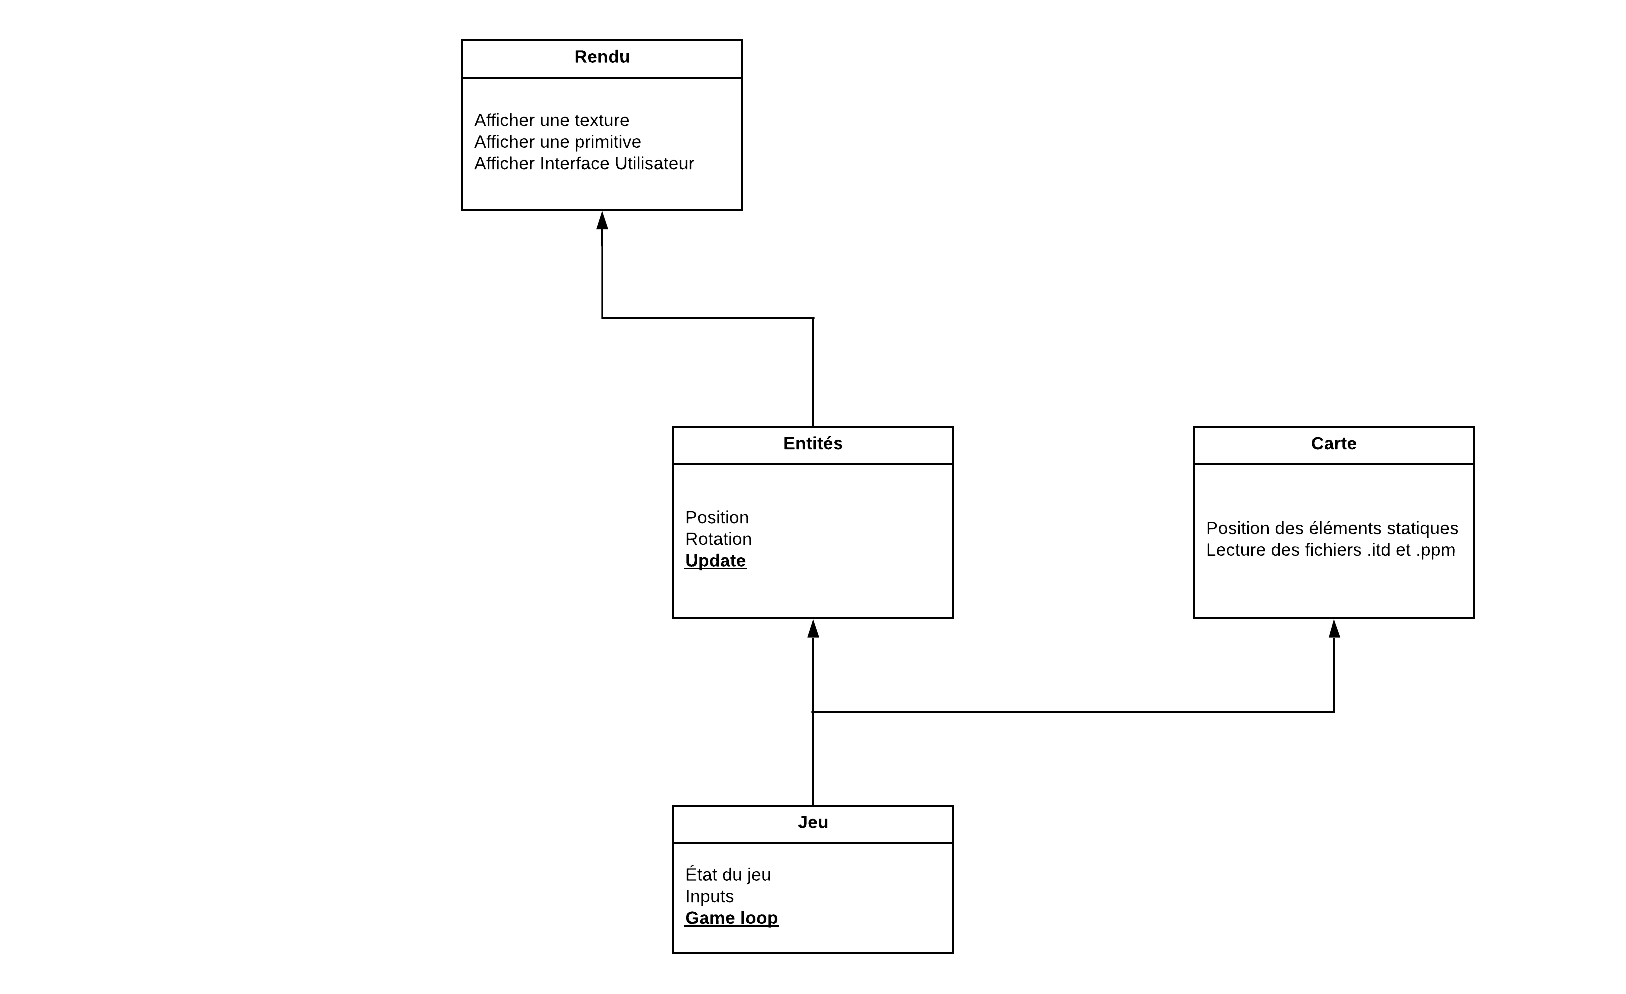 Rendu
Afficher une texture
Afficher une primitive
Afficher Interface Utilisateur
Entités
Position
Rotation
Update
Carte
Position des éléments statiques
Lecture des fichiers .itd et .ppm
Jeu
État du jeu
Inputs
Game loop